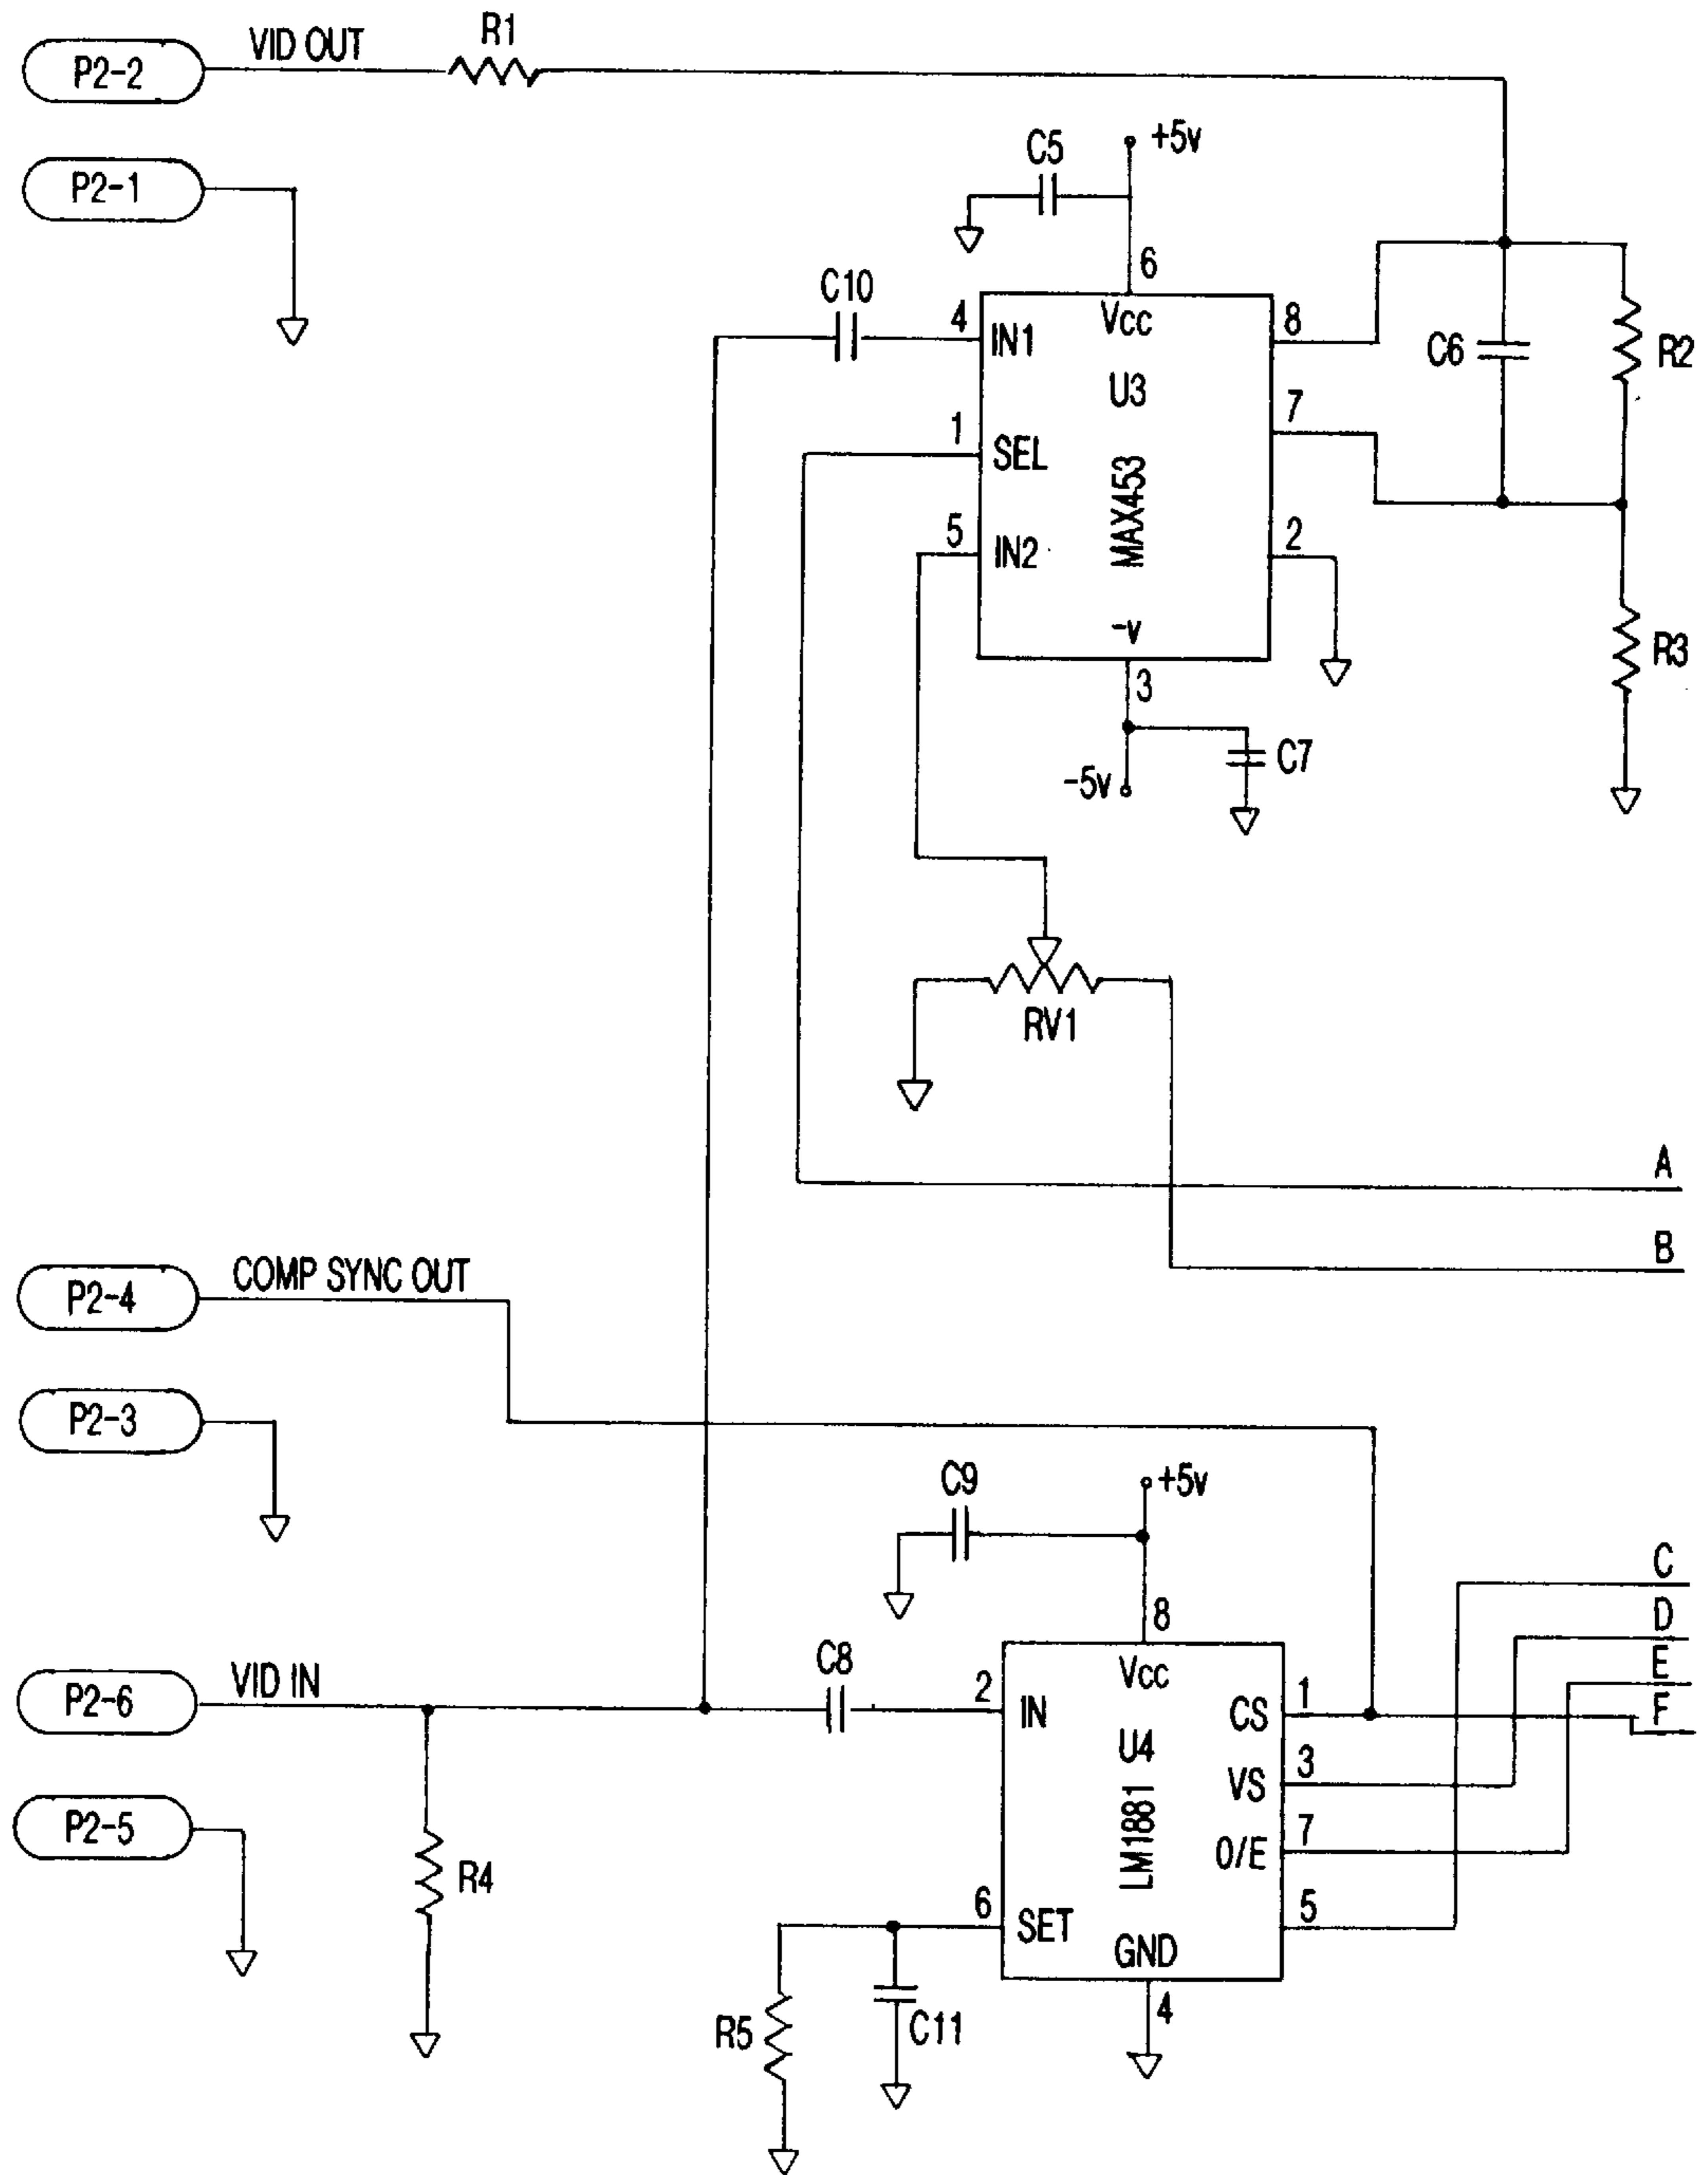 R1
VID OUT
P2-2
P2-1
C5
+5v
6
C10
4
IN1
Vcc
8
C6
R2
U3
1
SEL
7
MAX453
5
IN2
2
-v
3
R3
-5v
C7
RV1
A
B
COMP SYNC OUT
P2-4
P2-3
C9
+5v
8
C
D
E
F
VID IN
P2-6
C8
2
IN
Vcc
CS
1
U4
VS
3
LM1881
O/E
7
P2-5
R4
6
SET
5
GND
4
R5
C11